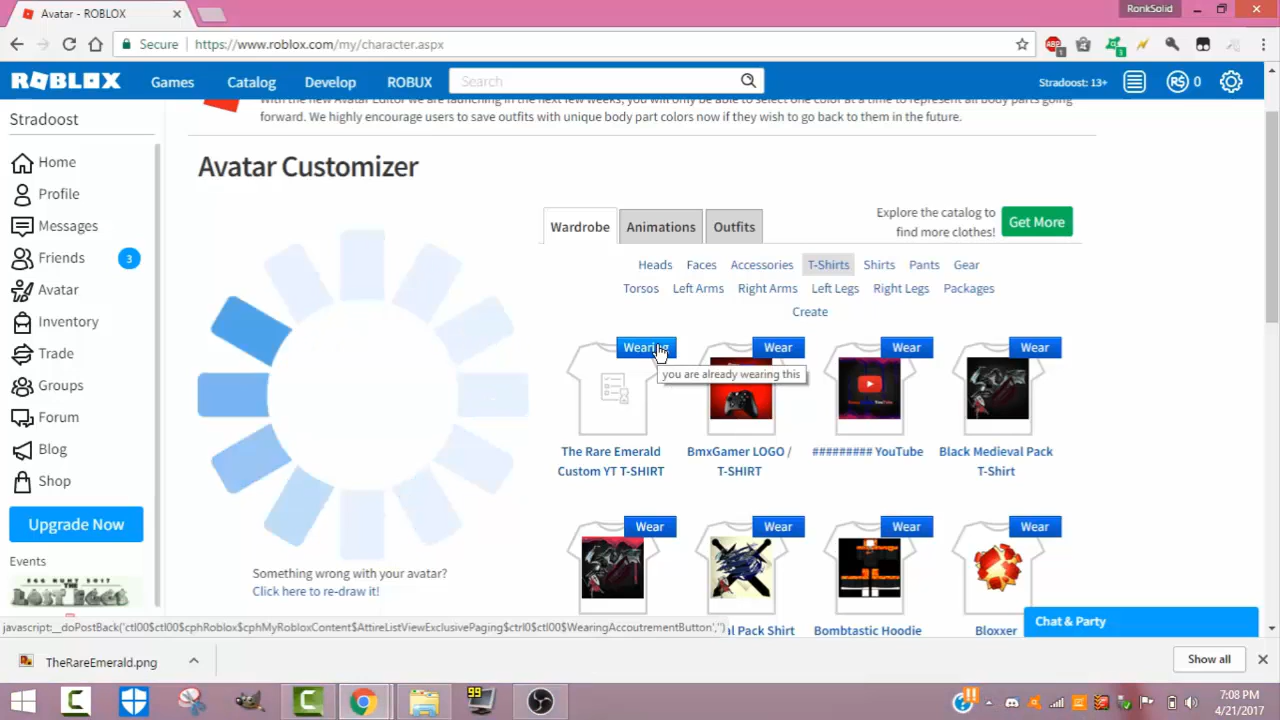 Avatar - ROBLOX
RonkSolid
Secure
https://www.roblox.com/my/character.aspx
ROBLOX
Games
Catalog
Develop
ROBUX
Search
Stradoost: 13+
R$ 0
With the new Avatar Editor we are launching in the next few weeks, you will only be able to select one color at a time to represent all body parts going
forward. We highly encourage users to save outfits with unique body part colors now if they wish to go back to them in the future.
Stradoost
Home
Profile
Messages
Friends 3
Avatar
Inventory
Trade
Groups
Forum
Blog
Shop
Upgrade Now
Events
LOST EGGS
Avatar Customizer
Something wrong with your avatar?
Click here to re-draw it!
Wardrobe
Animations
Outfits
Explore the catalog to
find more clothes!
Get More
Heads Faces Accessories T-Shirts Shirts Pants Gear
Torsos Left Arms Right Arms Left Legs Right Legs Packages
Create
Wearing
Wear
Wear
Wear
you are already wearing this
The Rare Emerald
Custom YT T-SHIRT
BmxGamer LOGO /
T-SHIRT
######### YouTube
Black Medieval Pack
T-Shirt
Wear
Wear
Wear
Wear
l Pack Shirt
Bombtastic Hoodie
Bloxxer
Chat & Party
javascript:__doPostBack('ctl00$ctl00$cphRoblox$cphMyRobloxContent$AttireListViewExclusivePaging$ctrl0$ctl00$WearingAccoutrementButton','')
TheRareEmerald.png
Show all
99
7:08 PM
4/21/2017